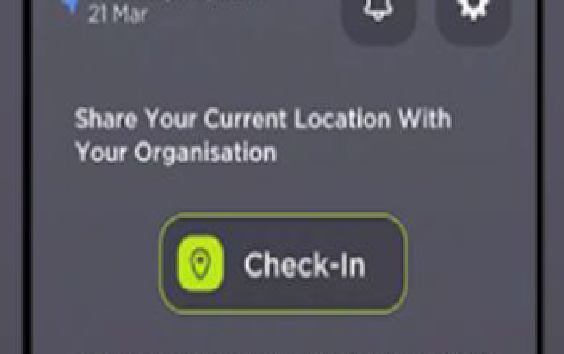 21 Mar
Share Your Current Location With
Your Organisation
Check-In